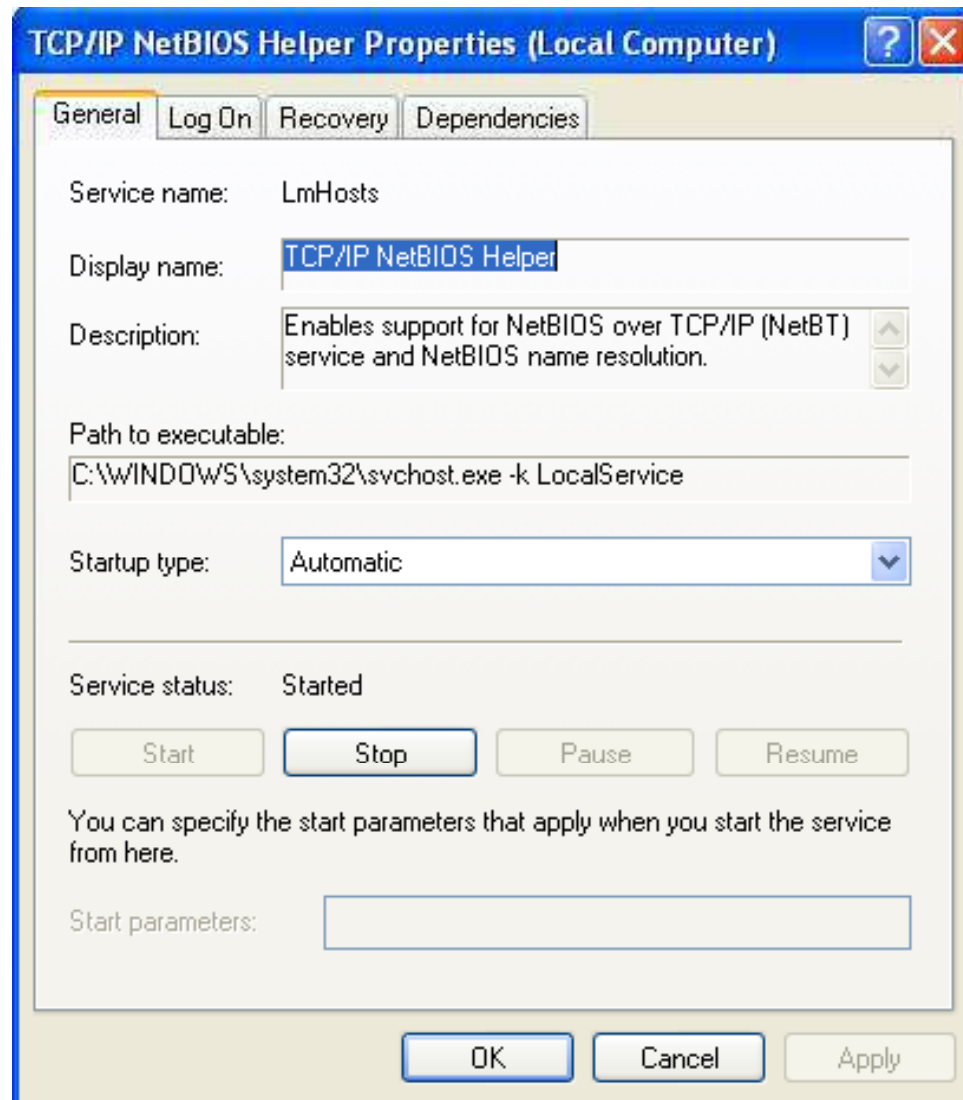 TCP/IP NetBIOS Helper Properties (Local Computer)
General Log On Recovery Dependencies
Service name: LmHosts
Display name: TCP/IP NetBIOS Helper
Description: Enables support for NetBIOS over TCP/IP (NetBT)
service and NetBIOS name resolution.
Path to executable:
C:\WINDOWS\system32\svchost.exe -k LocalService
Startup type: Automatic
Service status: Started
Start Stop Pause Resume
You can specify the start parameters that apply when you start the service
from here.
Start parameters:
OK Cancel Apply